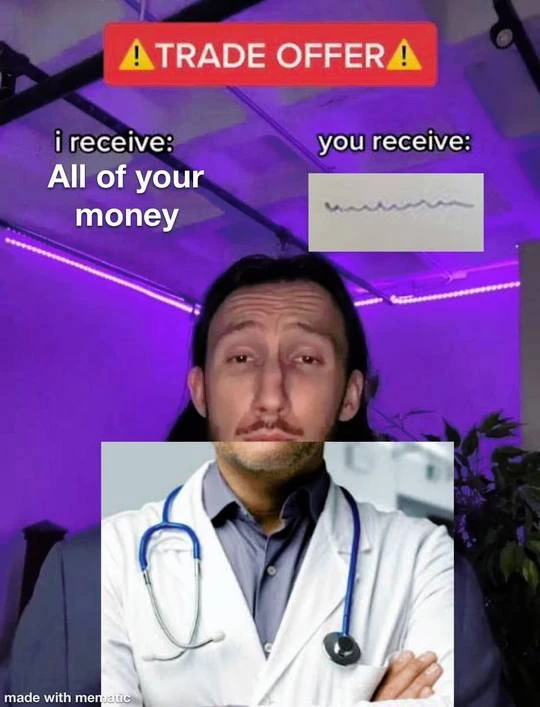 ⚠TRADE OFFER⚠
i receive:
you receive:
All of your
money
made with mematic